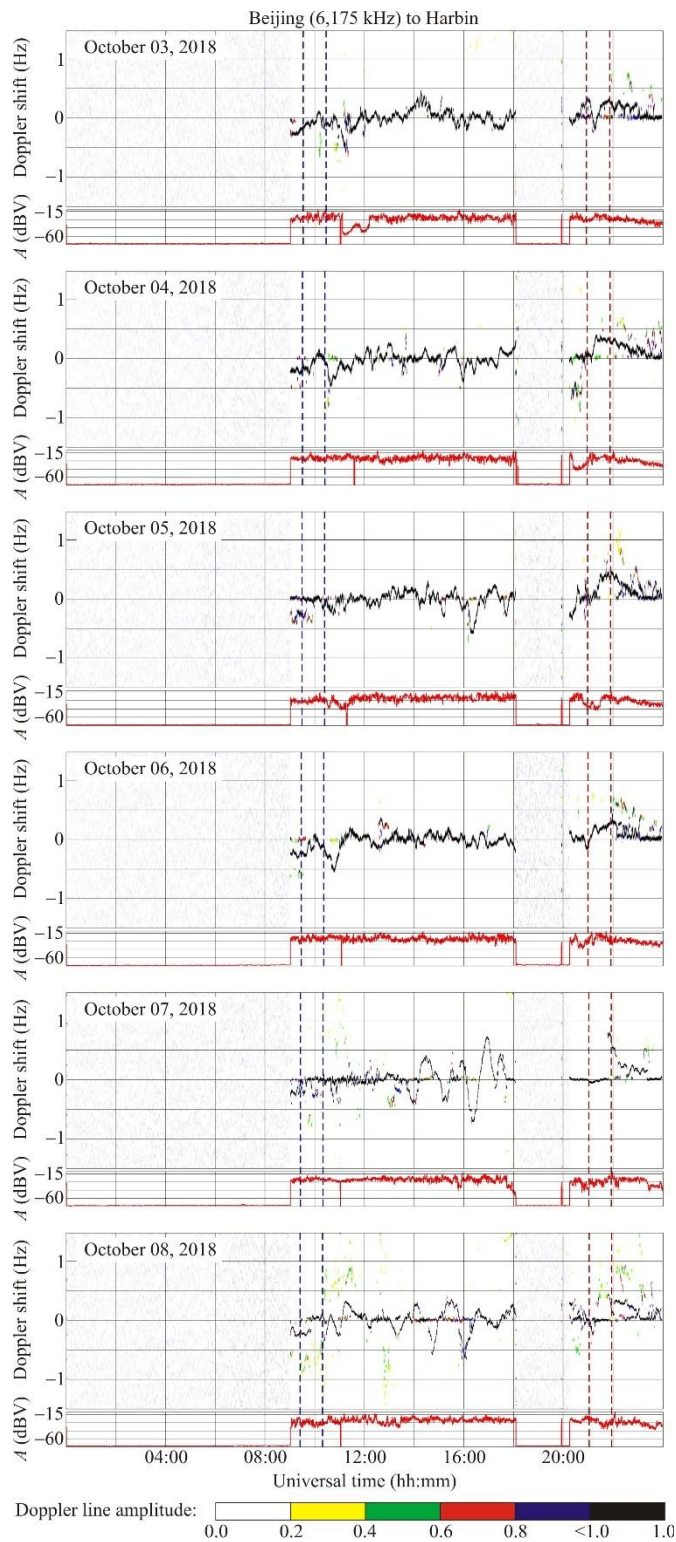 Beijing (6,175 kHz) to Harbin
October 03, 2018
Doppler shift (Hz)
1
0
−1
A (dBV)
−15
−60
October 04, 2018
Doppler shift (Hz)
1
0
−1
A (dBV)
−15
−60
October 05, 2018
Doppler shift (Hz)
1
0
−1
A (dBV)
−15
−60
October 06, 2018
Doppler shift (Hz)
1
0
−1
A (dBV)
−15
−60
October 07, 2018
Doppler shift (Hz)
1
0
−1
A (dBV)
−15
−60
October 08, 2018
Doppler shift (Hz)
1
0
−1
A (dBV)
−15
−60
04:00 08:00 12:00 16:00 20:00
Universal time (hh:mm)
Doppler line amplitude:
0.0 0.2 0.4 0.6 0.8 <1.0 1.0